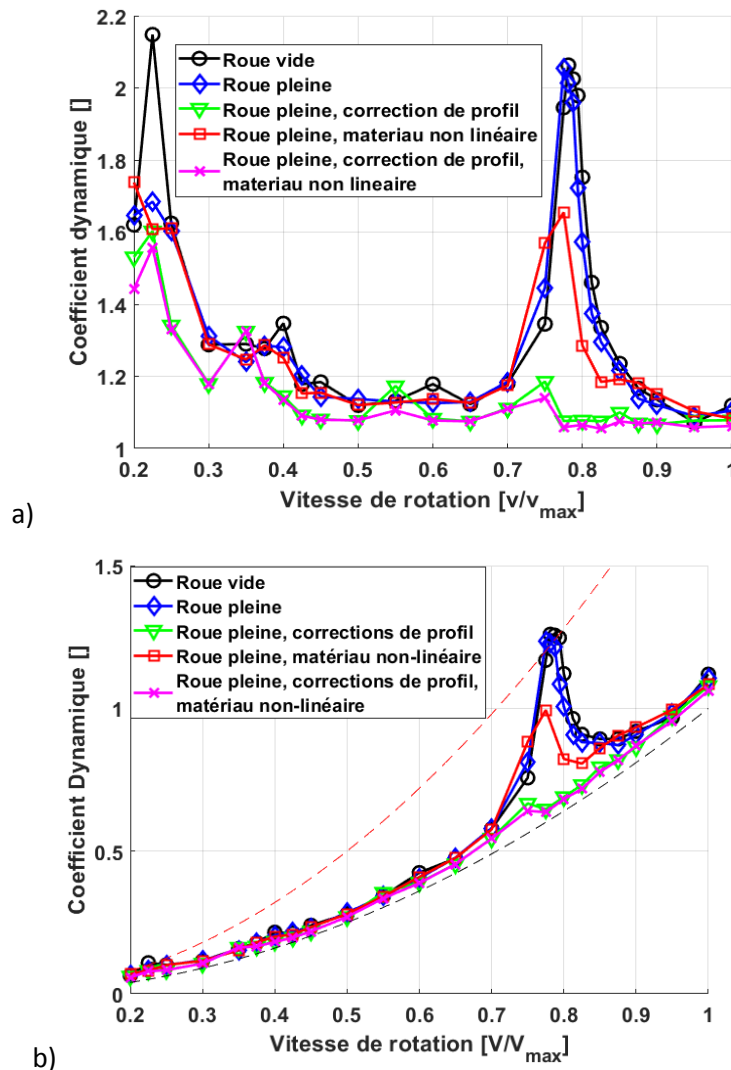 2.2
2
1.8
1.6
1.4
1.2
1
Coefficient dynamique []
Roue vide
Roue pleine
Roue pleine, correction de profil
Roue pleine, materiau non linéaire
Roue pleine, correction de profil,
materiau non lineaire
0.2 0.3 0.4 0.5 0.6 0.7 0.8 0.9 1
Vitesse de rotation [v/vmax]
a)
1.5
1
0.5
0
Coefficient Dynamique []
Roue vide
Roue pleine
Roue pleine, corrections de profil
Roue pleine, matériau non-linéaire
Roue pleine, corrections de profil,
matériau non-linéaire
0.2 0.3 0.4 0.5 0.6 0.7 0.8 0.9 1
Vitesse de rotation [V/Vmax]
b)